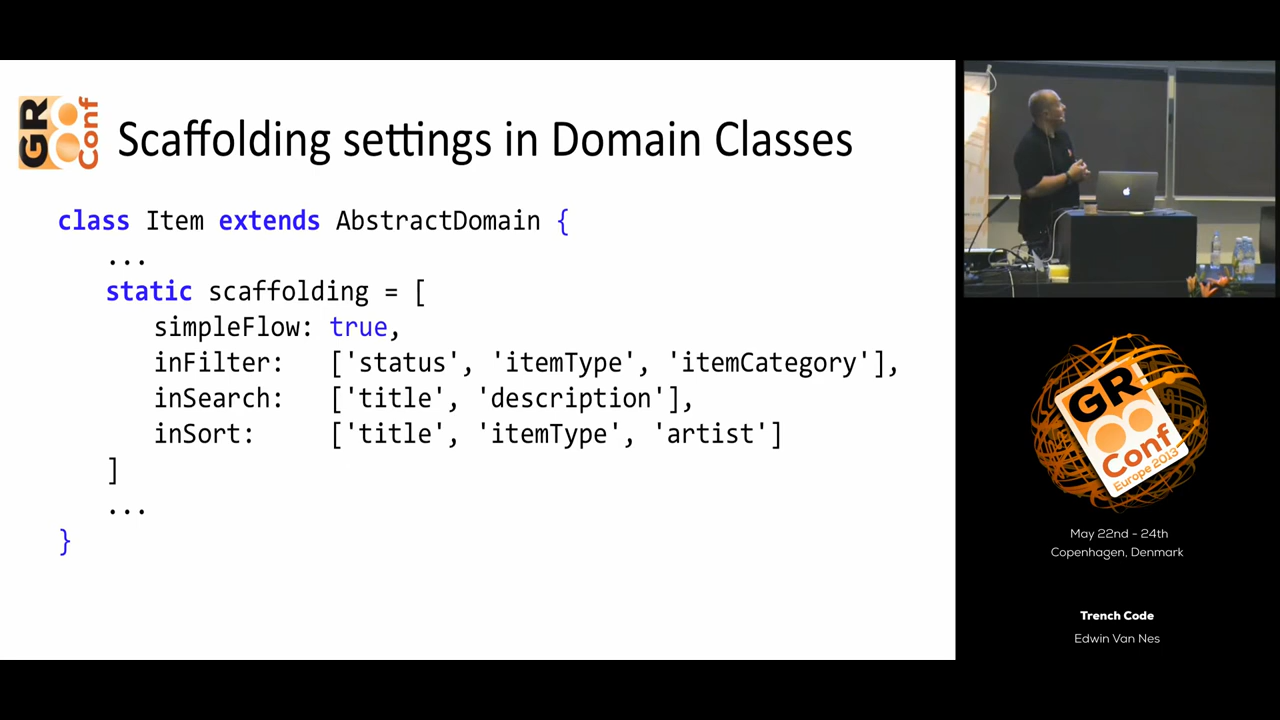 GR8
Conf
Scaffolding settings in Domain Classes
class Item extends AbstractDomain {
...
static scaffolding = [
simpleFlow: true,
inFilter: ['status', 'itemType', 'itemCategory'],
inSearch: ['title', 'description'],
inSort: ['title', 'itemType', 'artist']
]
...
}
GR8
Conf
Europe 2013
May 22nd - 24th
Copenhagen, Denmark
Trench Code
Edwin Van Nes